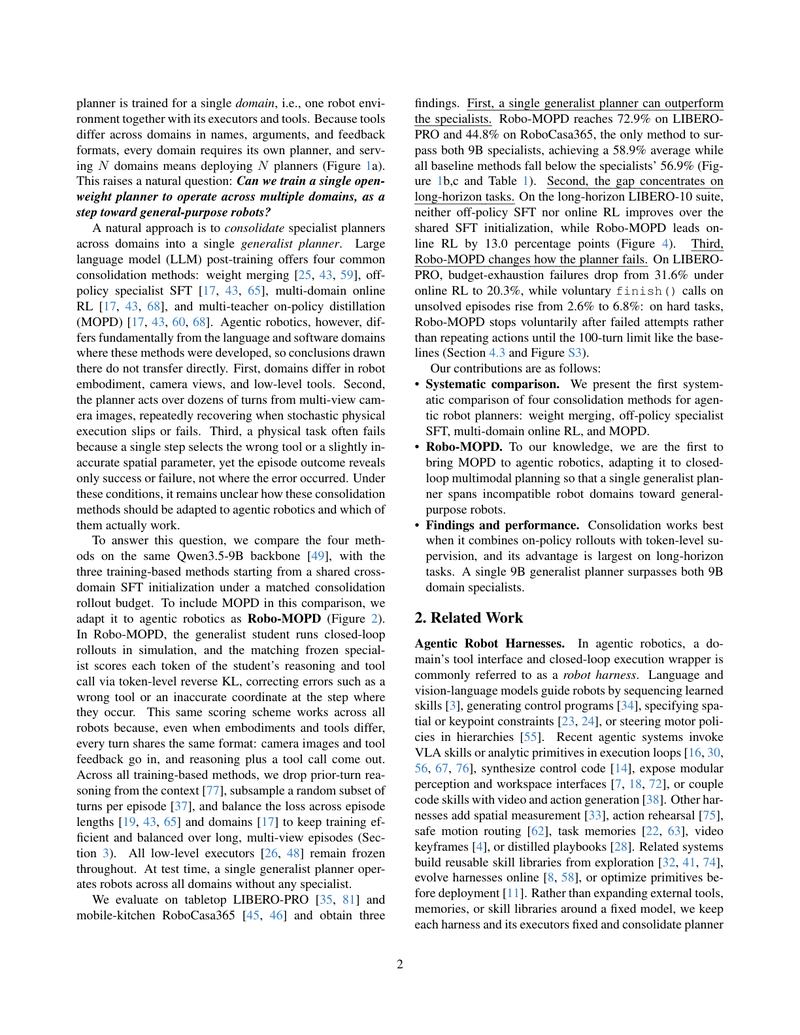 planner is trained for a single domain, i.e., one robot envi-
ronment together with its executors and tools. Because tools
differ across domains in names, arguments, and feedback
formats, every domain requires its own planner, and serv-
ing N domains means deploying N planners (Figure 1a).
This raises a natural question: Can we train a single open-
weight planner to operate across multiple domains, as a
step toward general-purpose robots?
A natural approach is to consolidate specialist planners
across domains into a single generalist planner. Large
language model (LLM) post-training offers four common
consolidation methods: weight merging [25, 43, 59], off-
policy specialist SFT [17, 43, 65], multi-domain online
RL [17, 43, 68], and multi-teacher on-policy distillation
(MOPD) [17, 43, 60, 68]. Agentic robotics, however, dif-
fers fundamentally from the language and software domains
where these methods were developed, so conclusions drawn
there do not transfer directly. First, domains differ in robot
embodiment, camera views, and low-level tools. Second,
the planner acts over dozens of turns from multi-view cam-
era images, repeatedly recovering when stochastic physical
execution slips or fails. Third, a physical task often fails
because a single step selects the wrong tool or a slightly in-
accurate spatial parameter, yet the episode outcome reveals
only success or failure, not where the error occurred. Under
these conditions, it remains unclear how these consolidation
methods should be adapted to agentic robotics and which of
them actually work.
To answer this question, we compare the four meth-
ods on the same Qwen3.5-9B backbone [49], with the
three training-based methods starting from a shared cross-
domain SFT initialization under a matched consolidation
rollout budget. To include MOPD in this comparison, we
adapt it to agentic robotics as Robo-MOPD (Figure 2).
In Robo-MOPD, the generalist student runs closed-loop
rollouts in simulation, and the matching frozen special-
ist scores each token of the student's reasoning and tool
call via token-level reverse KL, correcting errors such as a
wrong tool or an inaccurate coordinate at the step where
they occur. This same scoring scheme works across all
robots because, even when embodiments and tools differ,
every turn shares the same format: camera images and tool
feedback go in, and reasoning plus a tool call come out.
Across all training-based methods, we drop prior-turn rea-
soning from the context [77], subsample a random subset of
turns per episode [37], and balance the loss across episode
lengths [19, 43, 65] and domains [17] to keep training ef-
ficient and balanced over long, multi-view episodes (Sec-
tion 3). All low-level executors [26, 48] remain frozen
throughout. At test time, a single generalist planner oper-
ates robots across all domains without any specialist.
We evaluate on tabletop LIBERO-PRO [35, 81] and
mobile-kitchen RoboCasa365 [45, 46] and obtain three
findings. First, a single generalist planner can outperform
the specialists. Robo-MOPD reaches 72.9% on LIBERO-
PRO and 44.8% on RoboCasa365, the only method to sur-
pass both 9B specialists, achieving a 58.9% average while
all baseline methods fall below the specialists' 56.9% (Fig-
ure 1b,c and Table 1). Second, the gap concentrates on
long-horizon tasks. On the long-horizon LIBERO-10 suite,
neither off-policy SFT nor online RL improves over the
shared SFT initialization, while Robo-MOPD leads on-
line RL by 13.0 percentage points (Figure 4). Third,
Robo-MOPD changes how the planner fails. On LIBERO-
PRO, budget-exhaustion failures drop from 31.6% under
online RL to 20.3%, while voluntary finish() calls on
unsolved episodes rise from 2.6% to 6.8%: on hard tasks,
Robo-MOPD stops voluntarily after failed attempts rather
than repeating actions until the 100-turn limit like the base-
lines (Section 4.3 and Figure S3).
Our contributions are as follows:
• Systematic comparison. We present the first system-
atic comparison of four consolidation methods for agen-
tic robot planners: weight merging, off-policy specialist
SFT, multi-domain online RL, and MOPD.
• Robo-MOPD. To our knowledge, we are the first to
bring MOPD to agentic robotics, adapting it to closed-
loop multimodal planning so that a single generalist plan-
ner spans incompatible robot domains toward general-
purpose robots.
• Findings and performance. Consolidation works best
when it combines on-policy rollouts with token-level su-
pervision, and its advantage is largest on long-horizon
tasks. A single 9B generalist planner surpasses both 9B
domain specialists.
2. Related Work
Agentic Robot Harnesses. In agentic robotics, a do-
main's tool interface and closed-loop execution wrapper is
commonly referred to as a robot harness. Language and
vision-language models guide robots by sequencing learned
skills [3], generating control programs [34], specifying spa-
tial or keypoint constraints [23, 24], or steering motor poli-
cies in hierarchies [55]. Recent agentic systems invoke
VLA skills or analytic primitives in execution loops [16, 30,
56, 67, 76], synthesize control code [14], expose modular
perception and workspace interfaces [7, 18, 72], or couple
code skills with video and action generation [38]. Other har-
nesses add spatial measurement [33], action rehearsal [75],
safe motion routing [62], task memories [22, 63], video
keyframes [4], or distilled playbooks [28]. Related systems
build reusable skill libraries from exploration [32, 41, 74],
evolve harnesses online [8, 58], or optimize primitives be-
fore deployment [11]. Rather than expanding external tools,
memories, or skill libraries around a fixed model, we keep
each harness and its executors fixed and consolidate planner
2